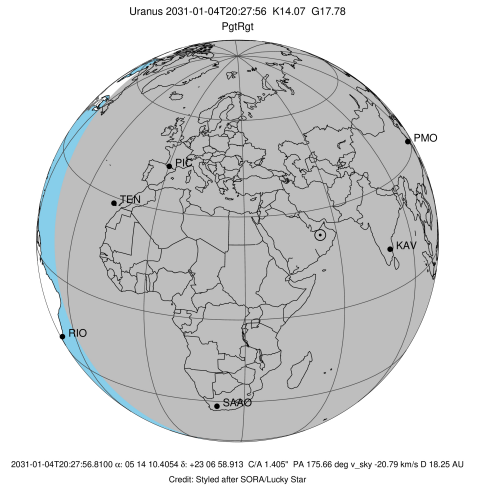 Uranus 2031-01-04T20:27:56 K14.07 G17.78
PgtRgt
PMO
PIC
TEN
KAV
RIO
SAAO
2031-01-04T20:27:56.8100 α: 05 14 10.4054 δ: +23 06 58.913 C/A 1.405" PA 175.66 deg v_sky -20.79 km/s D 18.25 AU
Credit: Styled after SORA/Lucky Star